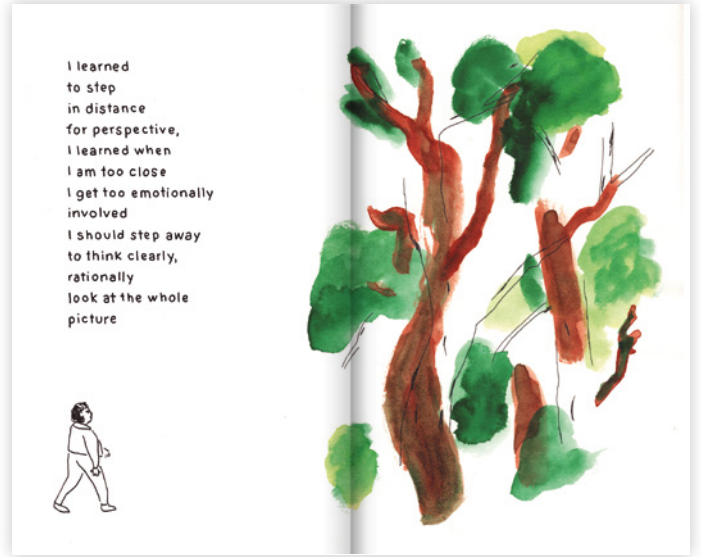 I learned
to step
in distance
for perspective,
I learned when
I am too close
I get too emotionally
involved
I should step away
to think clearly,
rationally
look at the whole
picture